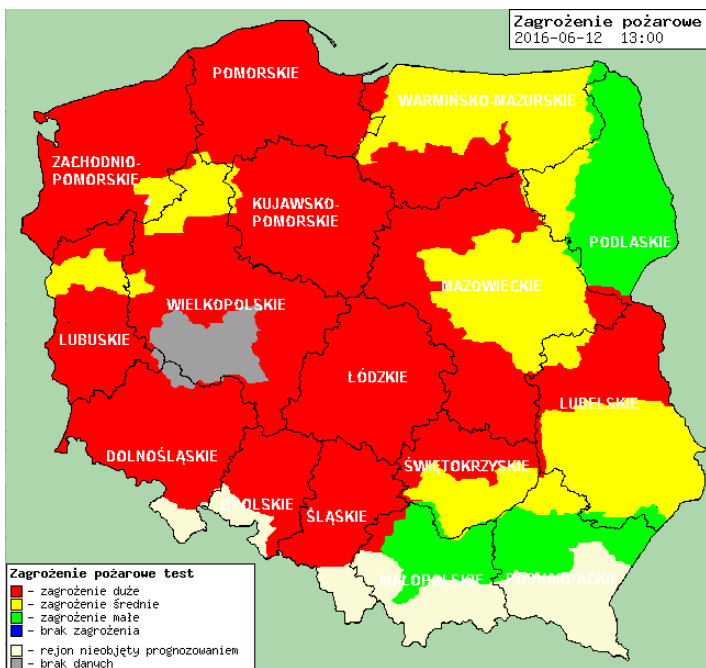 Zagrożenie pożarowe
2016-06-12 13:00
POMORSKIE
WARMIŃSKO-MAZURSKIE
ZACHODNIO-
POMORSKIE
KUJAWSKO-
POMORSKIE
PODLASKIE
MAZOWIECKIE
WIELKOPOLSKIE
LUBUSKIE
ŁÓDZKIE
LUBELSKIE
DOLNOŚLĄSKIE
ŚWIĘTOKRZYSKIE
OPOLSKIE
ŚLĄSKIE
MAŁOPOLSKIE
PODKARPACKIE
Zagrożenie pożarowe test
- zagrożenie duże
- zagrożenie średnie
- zagrożenie małe
- brak zagrożenia
- rejon nieobjęty prognozowaniem
- brak danych